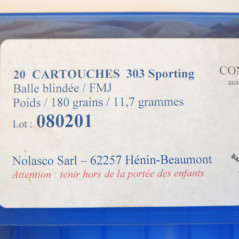 20 CARTOUCHES 303 Sporting
Balle blindée / FMJ
Poids / 180 grains / 11,7 grammes
Lot : 080201
Nolasco Sarl – 62257 Hénin-Beaumont
Attention : tenir hors de la portée des enfants